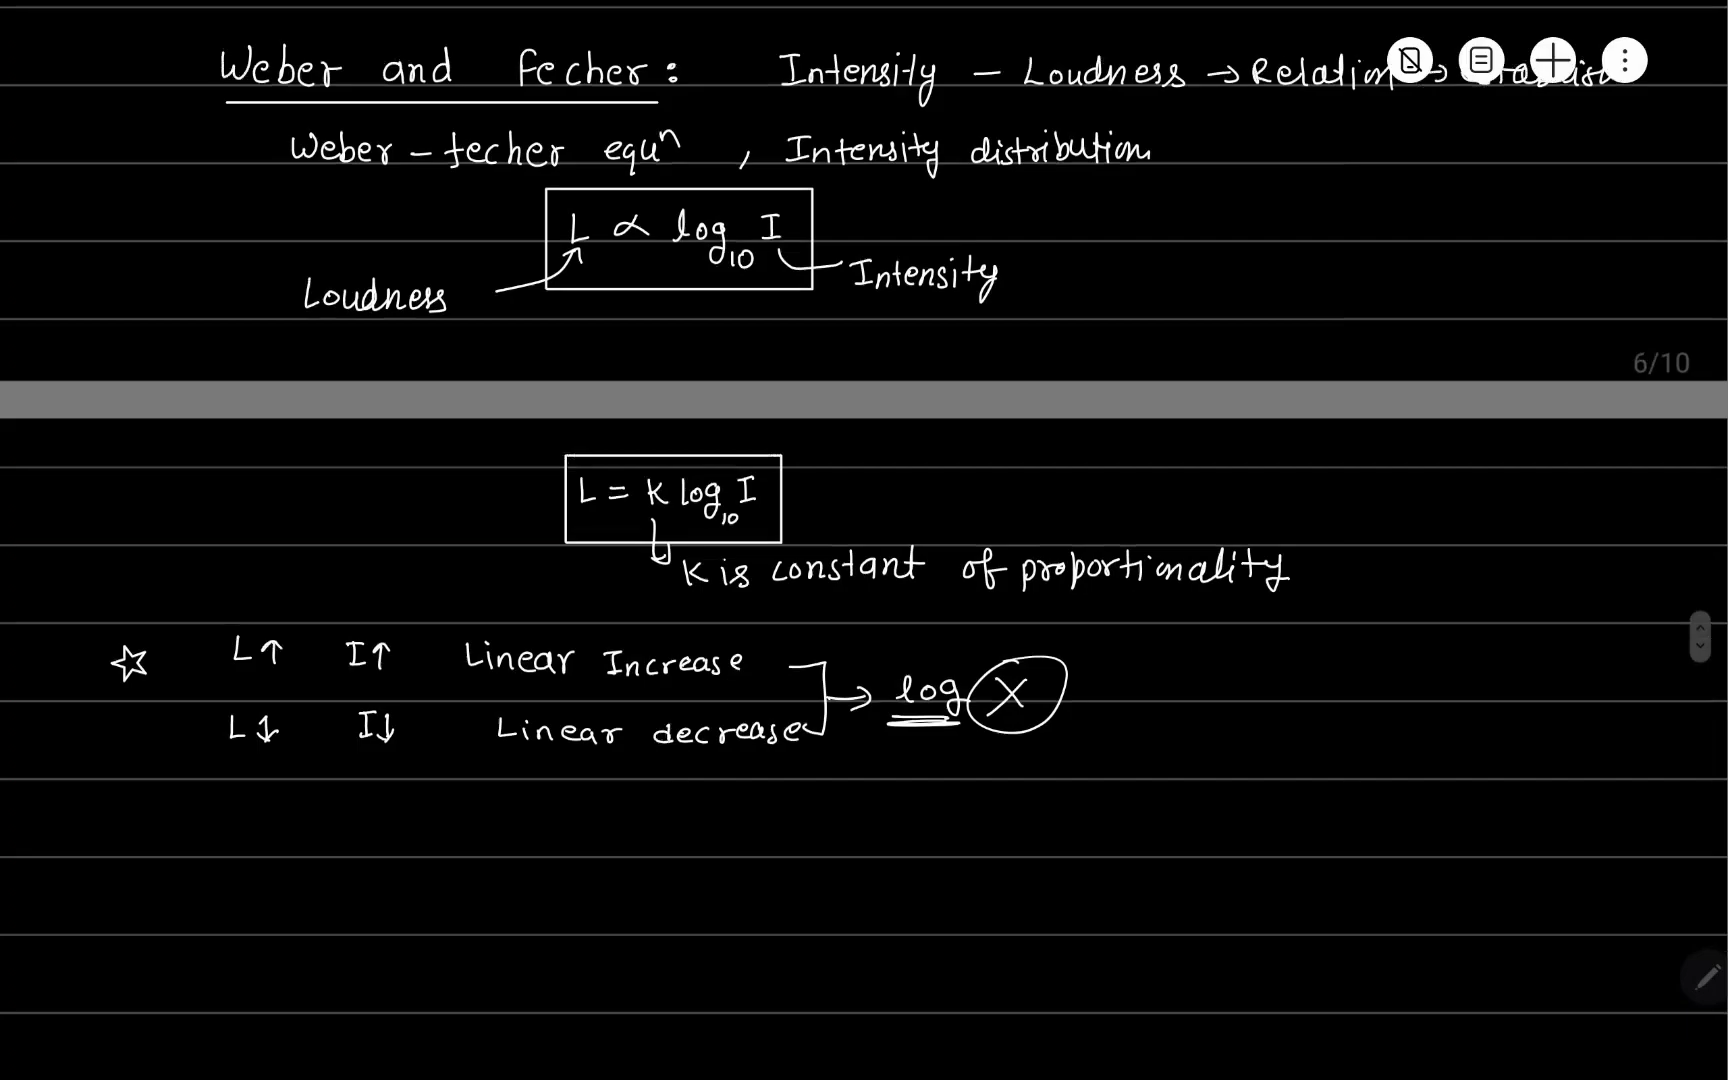 Weber and Fecher : Intensity - Loudness → Relation →
Weber - fecher equⁿ , Intensity distribution
L ∝ log₁₀ I
Intensity
Loudness
6/10
L = K log₁₀ I
K is constant of proportionality
☆ L↑ I↑ Linear Increase
→ log X
L↓ I↓ Linear decrease